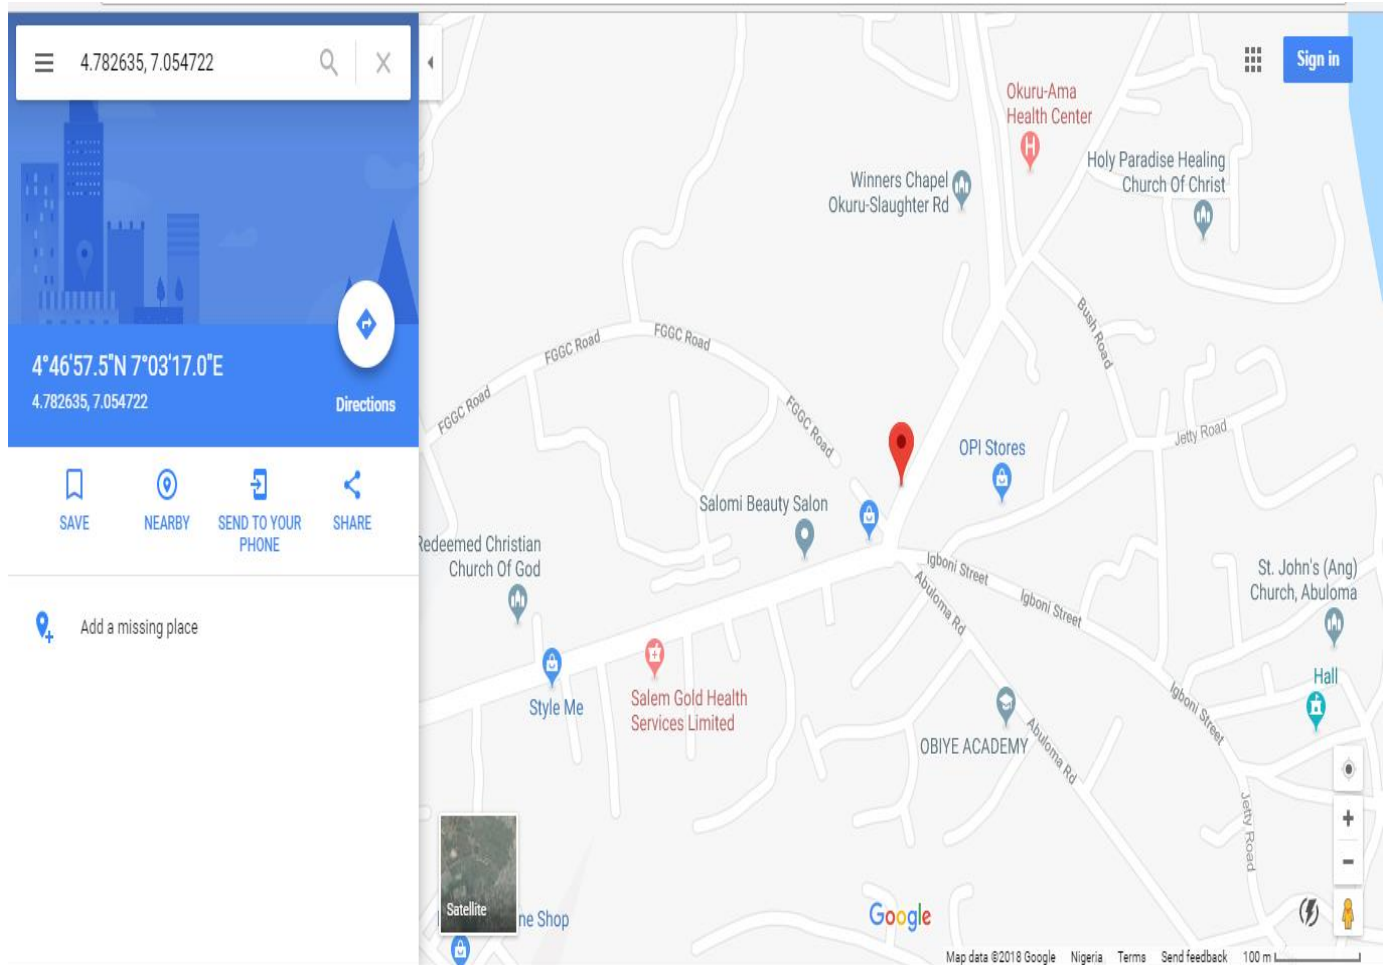 4.782635, 7.054722
4°46'57.5"N 7°03'17.0"E
4.782635, 7.054722
Directions
SAVE
NEARBY
SEND TO YOUR
PHONE
SHARE
Add a missing place
Sign in
Okuru-Ama
Health Center
Holy Paradise Healing
Church Of Christ
Winners Chapel
Okuru-Slaughter Rd
Bush Road
FGGC Road
FGGC Road
FGGC Road
FGGC Road
Jetty Road
OPI Stores
Salomi Beauty Salon
Redeemed Christian
Church Of God
Igboni Street
Igboni Street
Igboni Street
Abuloma Rd
Abuloma Rd
St. John's (Ang)
Church, Abuloma
Hall
Style Me
Salem Gold Health
Services Limited
OBIYE ACADEMY
Jetty Road
Satellite
ne Shop
Google
Map data ©2018 Google
Nigeria
Terms
Send feedback
100 m